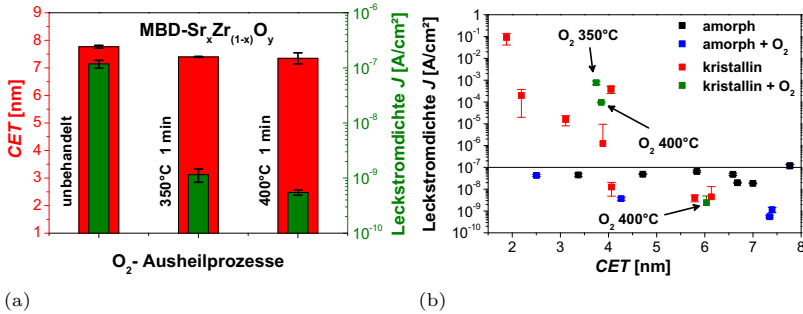 MBD-SrₓZr₍₁₋ₓ₎Oᵧ
9
8
7
6
5
4
3
2
1
CET [nm]
unbehandelt
350°C 1 min
400°C 1 min
10⁻⁶
10⁻⁷
10⁻⁸
10⁻⁹
10⁻¹⁰
Leckstromdichte J [A/cm²]
O₂- Ausheilprozesse
(a)
Leckstromdichte J [A/cm²]
10⁻¹
10⁻²
10⁻³
10⁻⁴
10⁻⁵
10⁻⁶
10⁻⁷
10⁻⁸
10⁻⁹
10⁻¹⁰
O₂ 350°C
O₂ 400°C
O₂ 400°C
amorph
amorph + O₂
kristallin
kristallin + O₂
2 3 4 5 6 7 8
CET [nm]
(b)